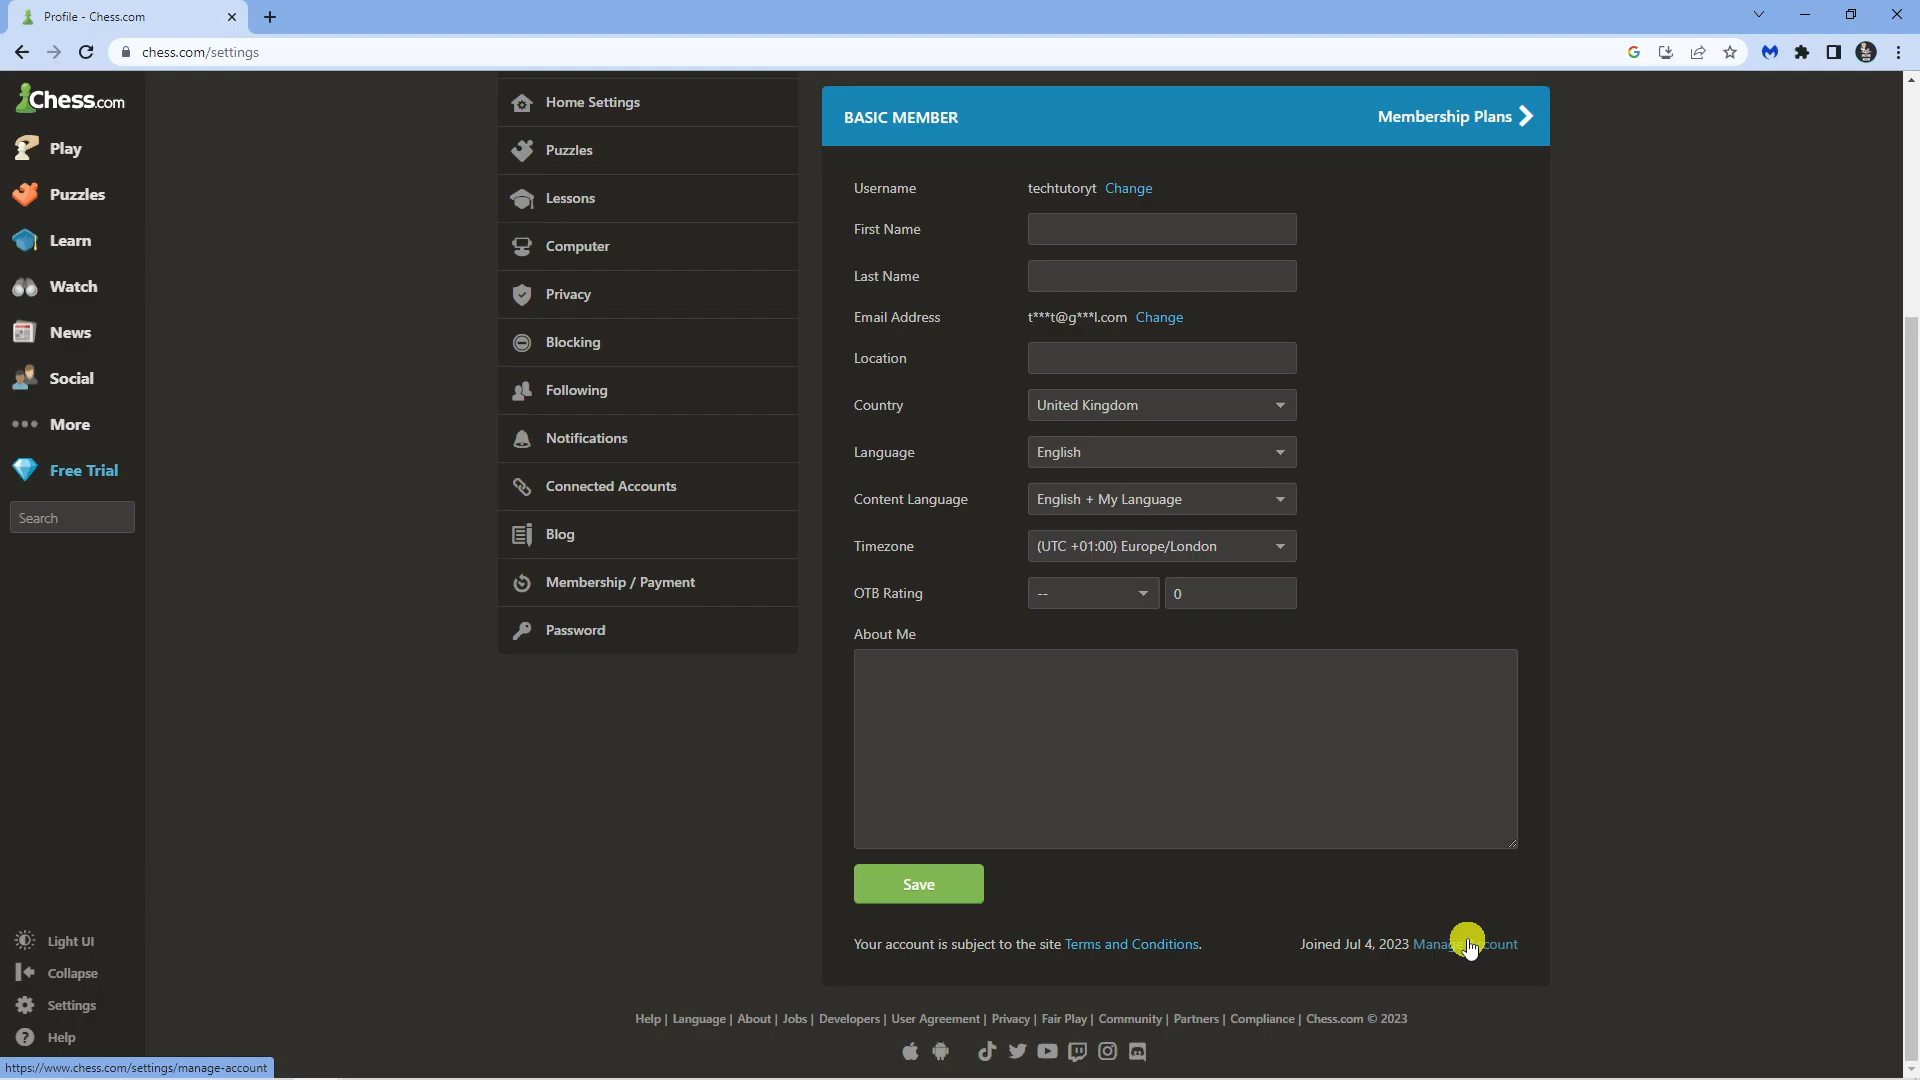 Profile - Chess.com
chess.com/settings
Chess.com
Play
Puzzles
Learn
Watch
News
Social
More
Free Trial
Search
Light UI
Collapse
Settings
Help
Home Settings
Puzzles
Lessons
Computer
Privacy
Blocking
Following
Notifications
Connected Accounts
Blog
Membership / Payment
Password
BASIC MEMBER Membership Plans
Username techtutoryt Change
First Name
Last Name
Email Address t***t@g***l.com Change
Location
Country United Kingdom
Language English
Content Language English + My Language
Timezone (UTC +01:00) Europe/London
OTB Rating -- 0
About Me
Save
Your account is subject to the site Terms and Conditions. Joined Jul 4, 2023
Help | Language | About | Jobs | Developers | User Agreement | Privacy | Fair Play | Community | Partners | Compliance | Chess.com © 2023
https://www.chess.com/settings/manage-account